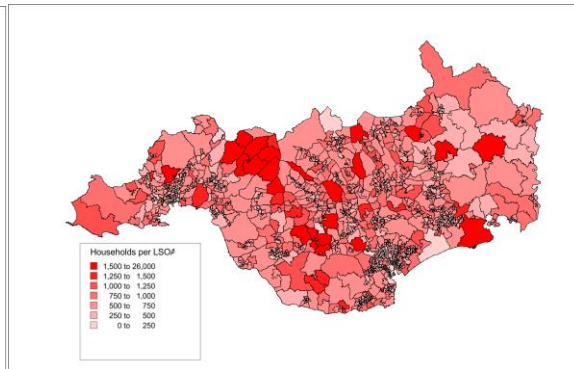 Households per LSOA
1,500 to 26,000
1,250 to 1,500
1,000 to 1,250
750 to 1,000
500 to 750
250 to 500
0 to 250